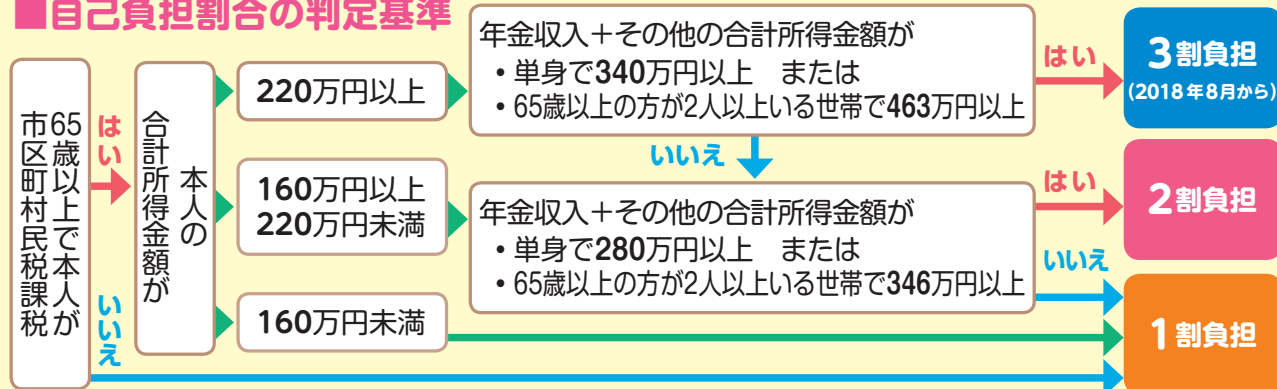 ■自己負担割合の判定基準
65歳以上で本人が
市区町村民税課税
はい
いいえ
本人の
合計所得金額が
220万円以上
年金収入+その他の合計所得金額が
・単身で340万円以上 または
・65歳以上の方が2人以上いる世帯で463万円以上
はい
3割負担
(2018年8月から)
いいえ
160万円以上
220万円未満
年金収入+その他の合計所得金額が
・単身で280万円以上 または
・65歳以上の方が2人以上いる世帯で346万円以上
はい
2割負担
いいえ
160万円未満
1割負担